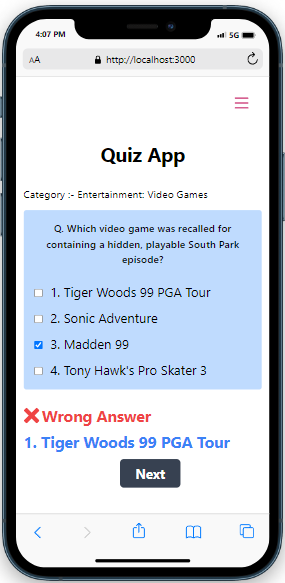 4:07 PM
5G
AA
http://localhost:3000
Quiz App
Category :- Entertainment: Video Games
Q. Which video game was recalled for
containing a hidden, playable South Park
episode?
1. Tiger Woods 99 PGA Tour
2. Sonic Adventure
3. Madden 99
4. Tony Hawk's Pro Skater 3
❌ Wrong Answer
1. Tiger Woods 99 PGA Tour
Next